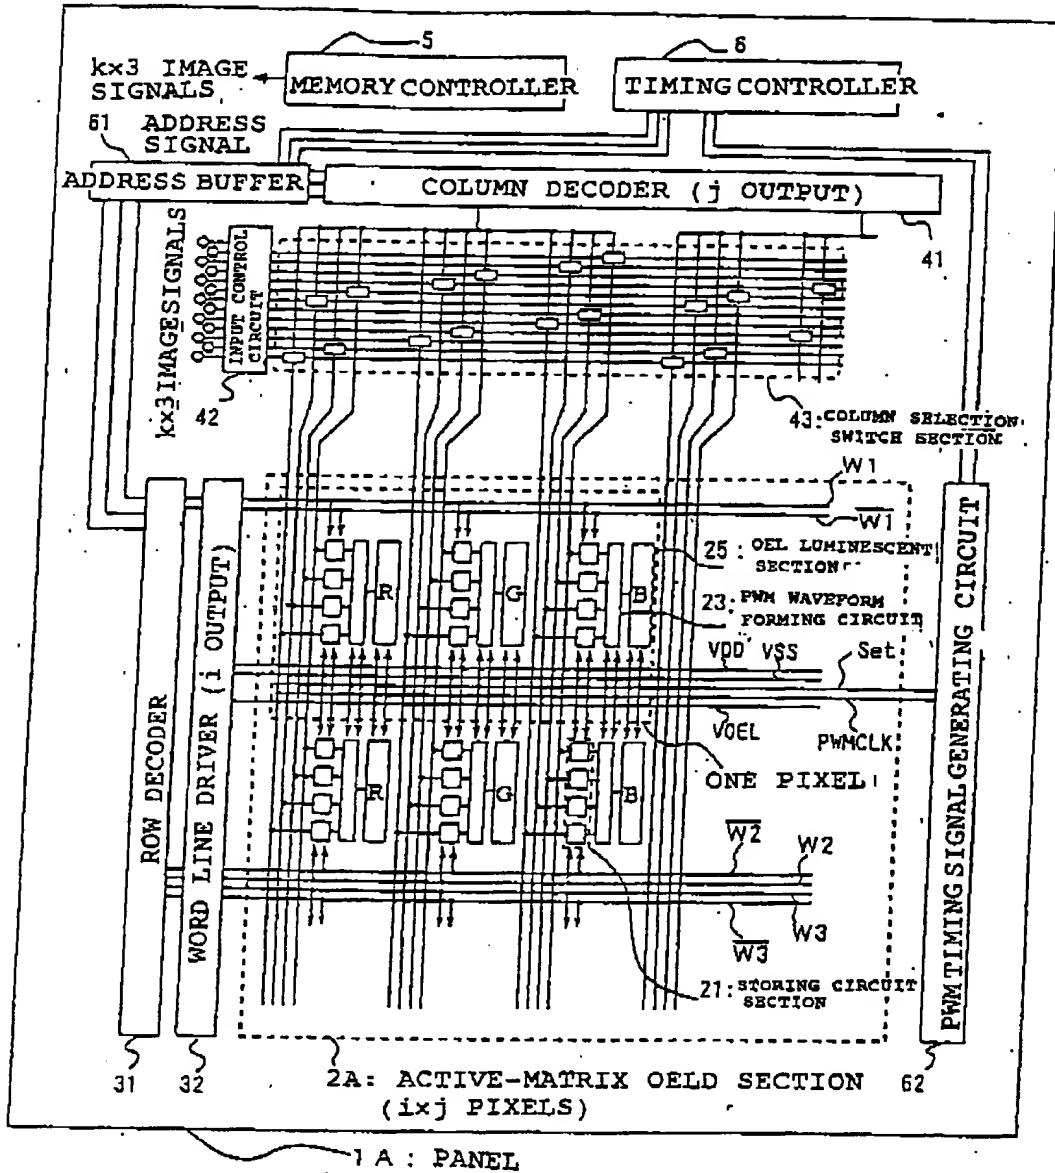 5
6
kx3 IMAGE
SIGNALS
MEMORY CONTROLLER
TIMING CONTROLLER
61 ADDRESS
SIGNAL
ADDRESS BUFFER
COLUMN DECODER (j OUTPUT)
41
kx3 IMAGE SIGNALS
INPUT CONTROL
CIRCUIT
42
43: COLUMN SELECTION
SWITCH SECTION
W1
W1
25: OEL LUMINESCENT
SECTION
23: PWM WAVEFORM
FORMING CIRCUIT
R
G
B
VDD
VSS
Set
VOEL
PWMCLK
ONE PIXEL
R
G
B
W2
W2
W3
W3
21: STORING CIRCUIT
SECTION
ROW DECODER
WORD LINE DRIVER (i OUTPUT)
PWM TIMING SIGNAL GENERATING CIRCUIT
31
32
2A: ACTIVE-MATRIX OELD SECTION
(ixj PIXELS)
62
1A: PANEL